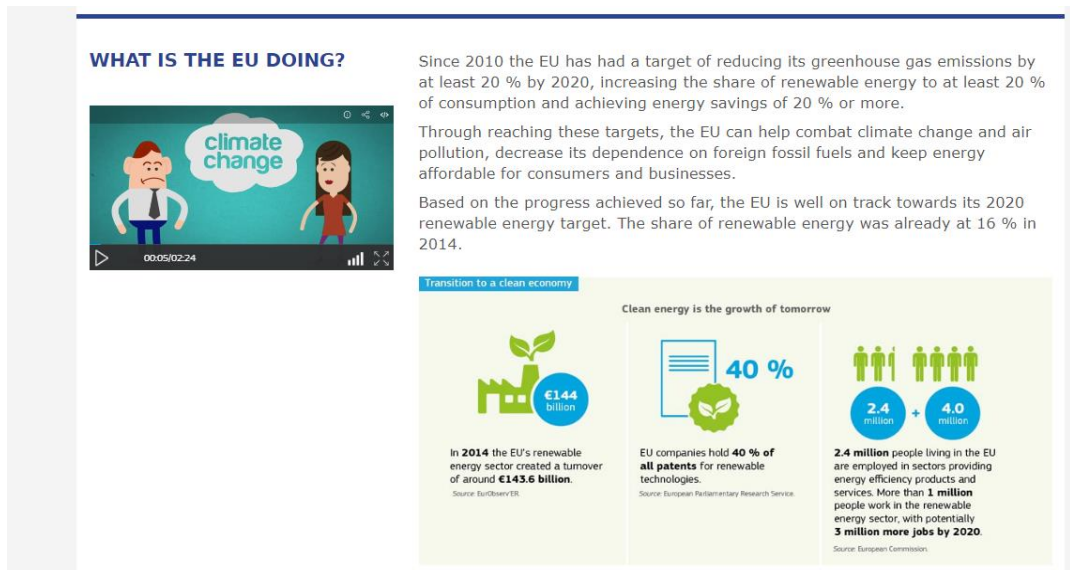 WHAT IS THE EU DOING?
climate
change
00:05/02:24
Since 2010 the EU has had a target of reducing its greenhouse gas emissions by
at least 20 % by 2020, increasing the share of renewable energy to at least 20 %
of consumption and achieving energy savings of 20 % or more.
Through reaching these targets, the EU can help combat climate change and air
pollution, decrease its dependence on foreign fossil fuels and keep energy
affordable for consumers and businesses.
Based on the progress achieved so far, the EU is well on track towards its 2020
renewable energy target. The share of renewable energy was already at 16 % in
2014.
Transition to a clean economy
Clean energy is the growth of tomorrow
€144
billion
In 2014 the EU's renewable
energy sector created a turnover
of around €143.6 billion.
Source: EurObserv'ER.
40 %
EU companies hold 40 % of
all patents for renewable
technologies.
Source: European Parliamentary Research Service.
2.4
million
+
4.0
million
2.4 million people living in the EU
are employed in sectors providing
energy efficiency products and
services. More than 1 million
people work in the renewable
energy sector, with potentially
3 million more jobs by 2020.
Source: European Commission.